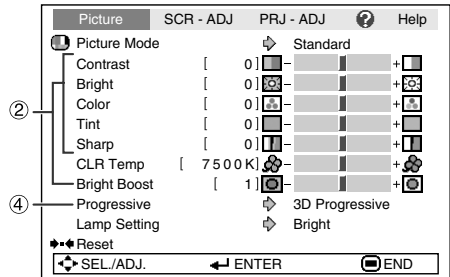 Picture SCR - ADJ PRJ - ADJ ? Help
Picture Mode Standard
Contrast [ 0] - +
② Bright [ 0] - +
Color [ 0] - +
Tint [ 0] - +
Sharp [ 0] - +
CLR Temp [ 7500K] - +
Bright Boost [ 1] - +
④ Progressive 3D Progressive
Lamp Setting Bright
Reset
SEL./ADJ. ENTER END